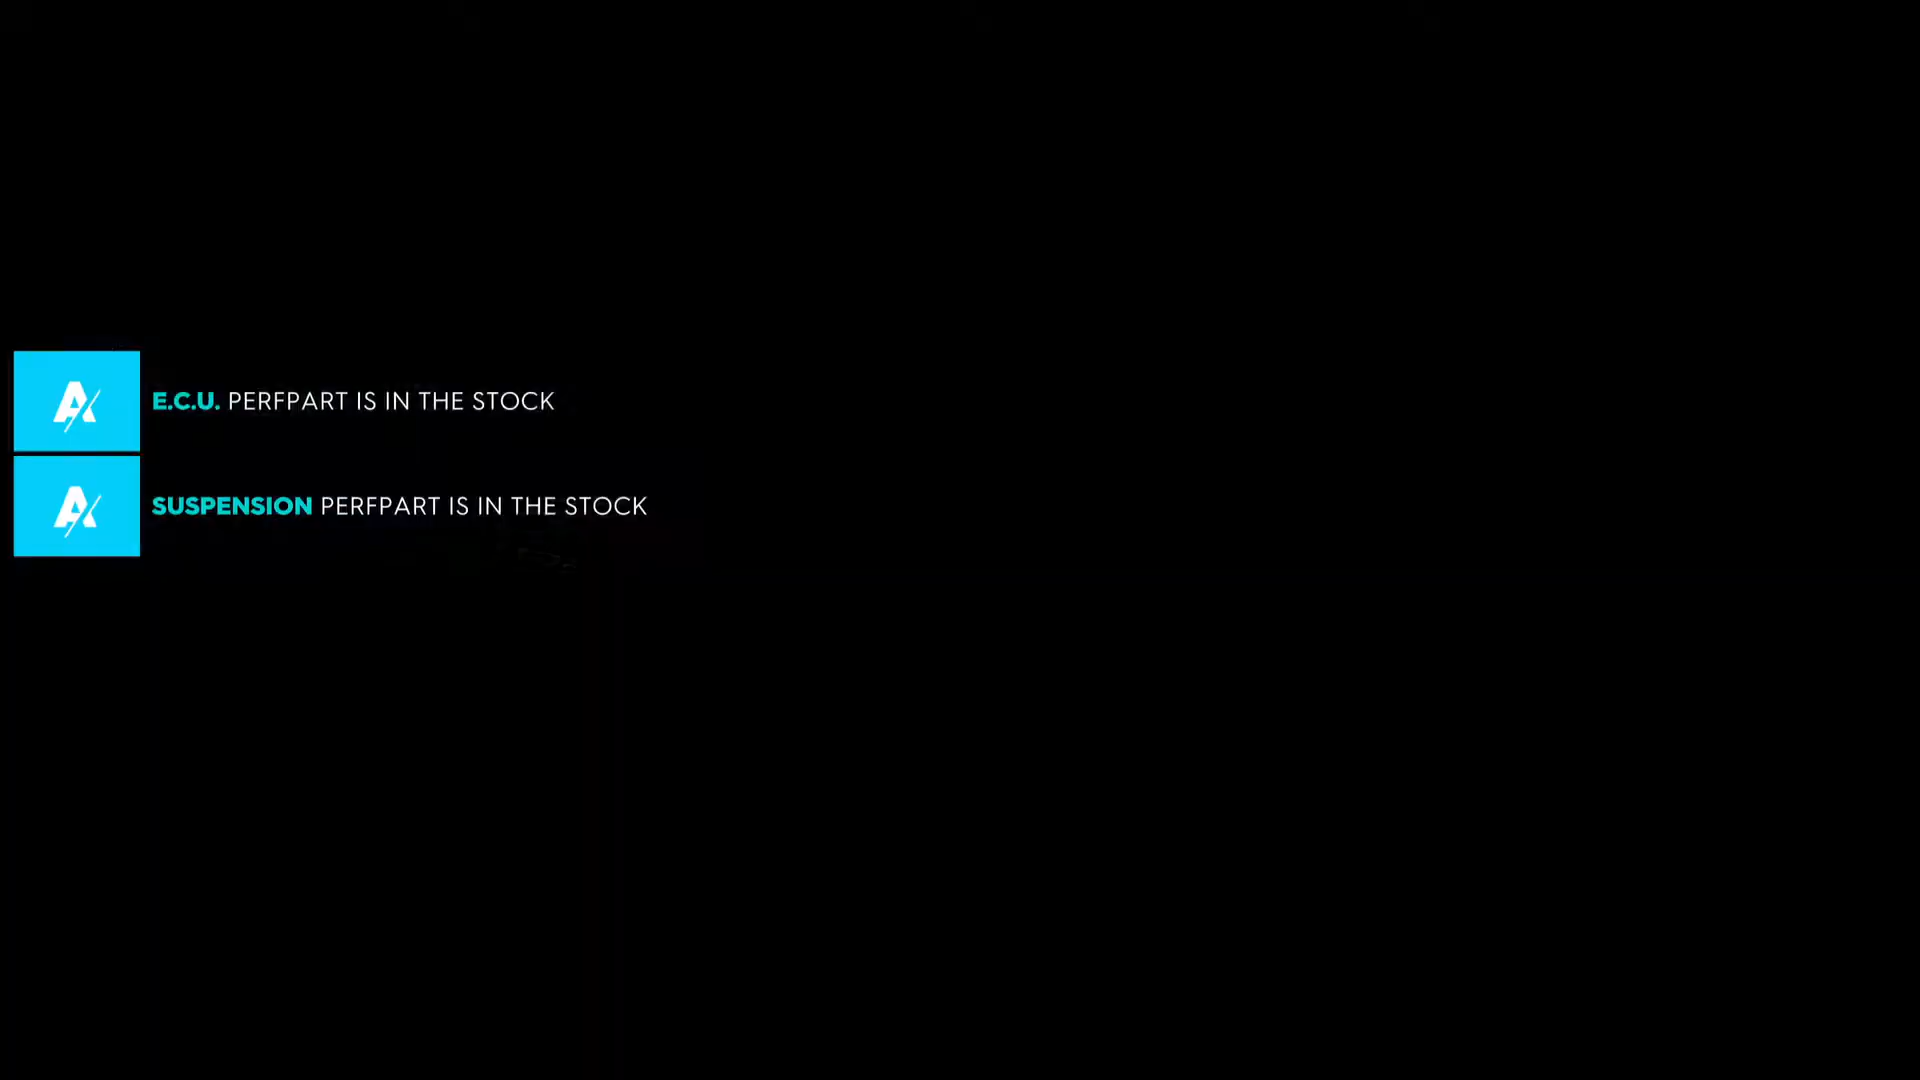 E.C.U. PERFPART IS IN THE STOCK
SUSPENSION PERFPART IS IN THE STOCK